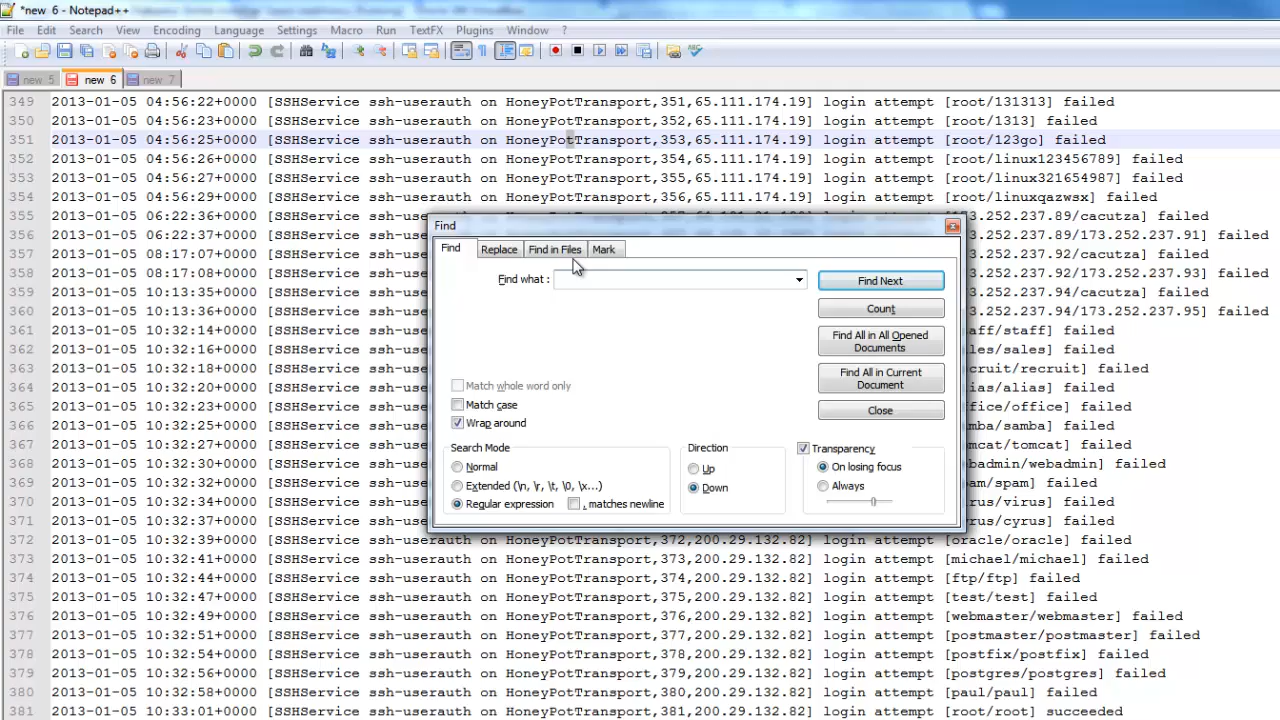 *new 6 - Notepad++
File Edit Search View Encoding Language Settings Macro Run TextFX Plugins Window ?
new 5 new 6 new 7
349 2013-01-05 04:56:22+0000 [SSHService ssh-userauth on HoneyPotTransport,351,65.111.174.19] login attempt [root/131313] failed
350 2013-01-05 04:56:23+0000 [SSHService ssh-userauth on HoneyPotTransport,352,65.111.174.19] login attempt [root/1313] failed
351 2013-01-05 04:56:25+0000 [SSHService ssh-userauth on HoneyPotTransport,353,65.111.174.19] login attempt [root/123go] failed
352 2013-01-05 04:56:26+0000 [SSHService ssh-userauth on HoneyPotTransport,354,65.111.174.19] login attempt [root/linux123456789] failed
353 2013-01-05 04:56:27+0000 [SSHService ssh-userauth on HoneyPotTransport,355,65.111.174.19] login attempt [root/linux321654987] failed
354 2013-01-05 04:56:29+0000 [SSHService ssh-userauth on HoneyPotTransport,356,65.111.174.19] login attempt [root/linuxqazwsx] failed
355 2013-01-05 06:22:36+0000 [SSHService ssh-us 3.252.237.89/cacutza] failed
356 2013-01-05 06:22:37+0000 [SSHService ssh-us 3.252.237.89/173.252.237.91] failed
357 2013-01-05 08:17:07+0000 [SSHService ssh-us 3.252.237.92/cacutza] failed
358 2013-01-05 08:17:08+0000 [SSHService ssh-us 3.252.237.92/173.252.237.93] failed
359 2013-01-05 10:13:35+0000 [SSHService ssh-us 3.252.237.94/cacutza] failed
360 2013-01-05 10:13:36+0000 [SSHService ssh-us 3.252.237.94/173.252.237.95] failed
361 2013-01-05 10:32:14+0000 [SSHService ssh-us aff/staff] failed
362 2013-01-05 10:32:16+0000 [SSHService ssh-us les/sales] failed
363 2013-01-05 10:32:18+0000 [SSHService ssh-us cruit/recruit] failed
364 2013-01-05 10:32:20+0000 [SSHService ssh-us ias/alias] failed
365 2013-01-05 10:32:23+0000 [SSHService ssh-us fice/office] failed
366 2013-01-05 10:32:25+0000 [SSHService ssh-us mba/samba] failed
367 2013-01-05 10:32:27+0000 [SSHService ssh-us mcat/tomcat] failed
368 2013-01-05 10:32:30+0000 [SSHService ssh-us badmin/webadmin] failed
369 2013-01-05 10:32:32+0000 [SSHService ssh-us am/spam] failed
370 2013-01-05 10:32:34+0000 [SSHService ssh-us rus/virus] failed
371 2013-01-05 10:32:37+0000 [SSHService ssh-us rus/cyrus] failed
372 2013-01-05 10:32:39+0000 [SSHService ssh-userauth on HoneyPotTransport,372,200.29.132.82] login attempt [oracle/oracle] failed
373 2013-01-05 10:32:41+0000 [SSHService ssh-userauth on HoneyPotTransport,373,200.29.132.82] login attempt [michael/michael] failed
374 2013-01-05 10:32:44+0000 [SSHService ssh-userauth on HoneyPotTransport,374,200.29.132.82] login attempt [ftp/ftp] failed
375 2013-01-05 10:32:47+0000 [SSHService ssh-userauth on HoneyPotTransport,375,200.29.132.82] login attempt [test/test] failed
376 2013-01-05 10:32:49+0000 [SSHService ssh-userauth on HoneyPotTransport,376,200.29.132.82] login attempt [webmaster/webmaster] failed
377 2013-01-05 10:32:51+0000 [SSHService ssh-userauth on HoneyPotTransport,377,200.29.132.82] login attempt [postmaster/postmaster] failed
378 2013-01-05 10:32:54+0000 [SSHService ssh-userauth on HoneyPotTransport,378,200.29.132.82] login attempt [postfix/postfix] failed
379 2013-01-05 10:32:56+0000 [SSHService ssh-userauth on HoneyPotTransport,379,200.29.132.82] login attempt [postgres/postgres] failed
380 2013-01-05 10:32:58+0000 [SSHService ssh-userauth on HoneyPotTransport,380,200.29.132.82] login attempt [paul/paul] failed
381 2013-01-05 10:33:01+0000 [SSHService ssh-userauth on HoneyPotTransport,381,200.29.132.82] login attempt [root/root] succeeded
Find
Find Replace Find in Files Mark
Find what :
Find Next
Count
Find All in All Opened
Documents
Find All in Current
Document
Close
Match whole word only
Match case
Wrap around
Search Mode
Normal
Extended (\n, \r, \t, \0, \x...)
Regular expression . matches newline
Direction
Up
Down
Transparency
On losing focus
Always